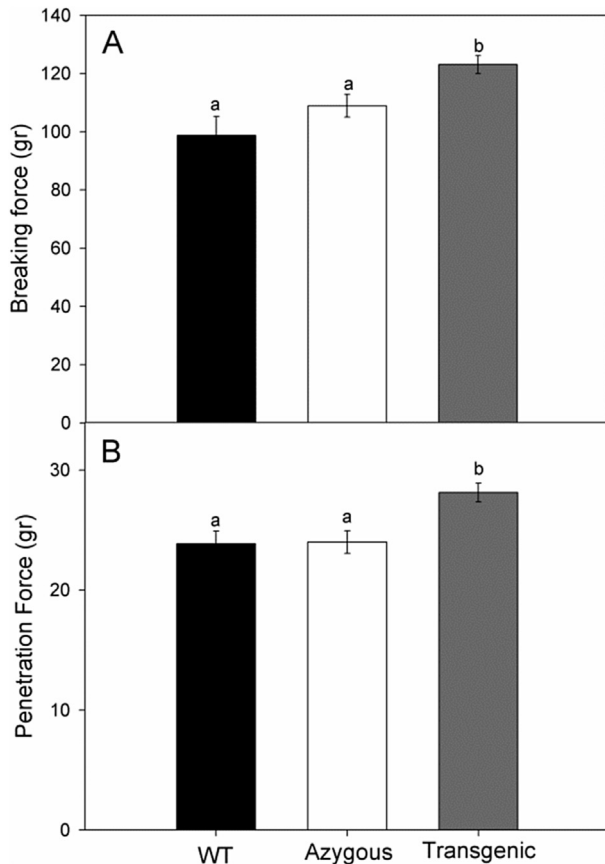 A
Breaking force (gr)
140
120
100
80
60
40
20
0
a
a
b
B
Penetration Force (gr)
30
20
10
0
a
a
b
WT
Azygous
Transgenic